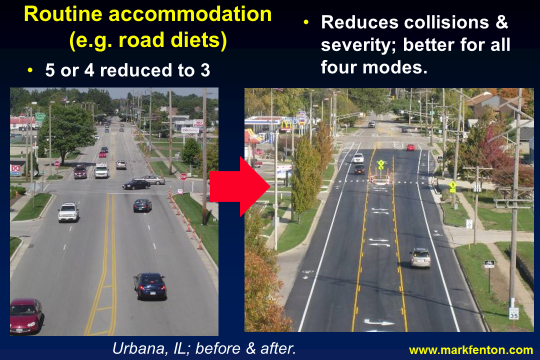 Routine accommodation
(e.g. road diets)
• 5 or 4 reduced to 3
• Reduces collisions &
severity; better for all
four modes.
35
Urbana, IL; before & after.
www.markfenton.com